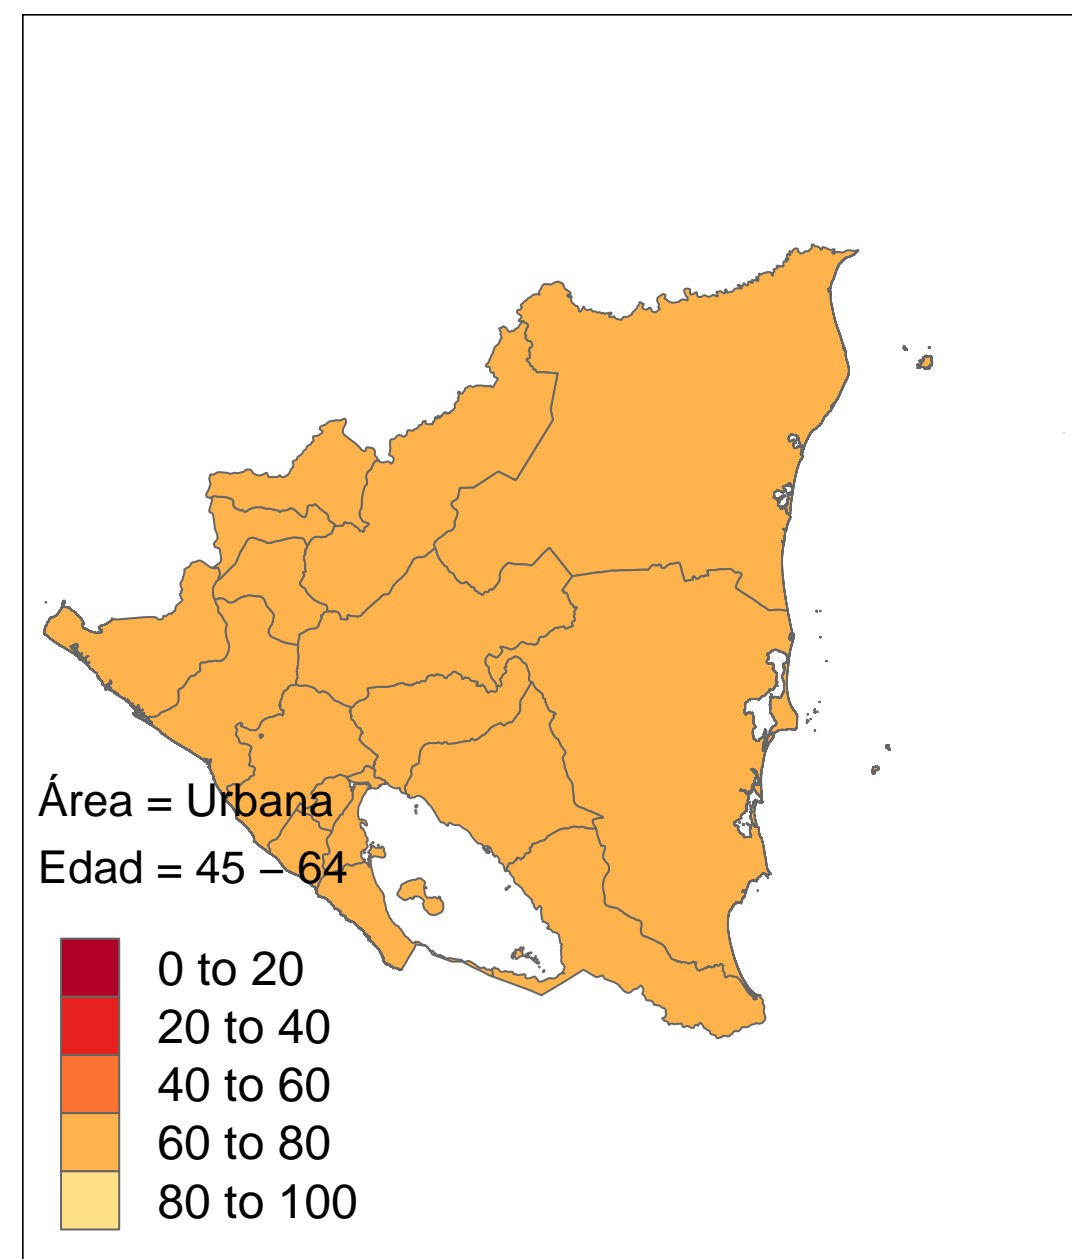 Área = Urbana
Edad = 45 – 64
0 to 20
20 to 40
40 to 60
60 to 80
80 to 100